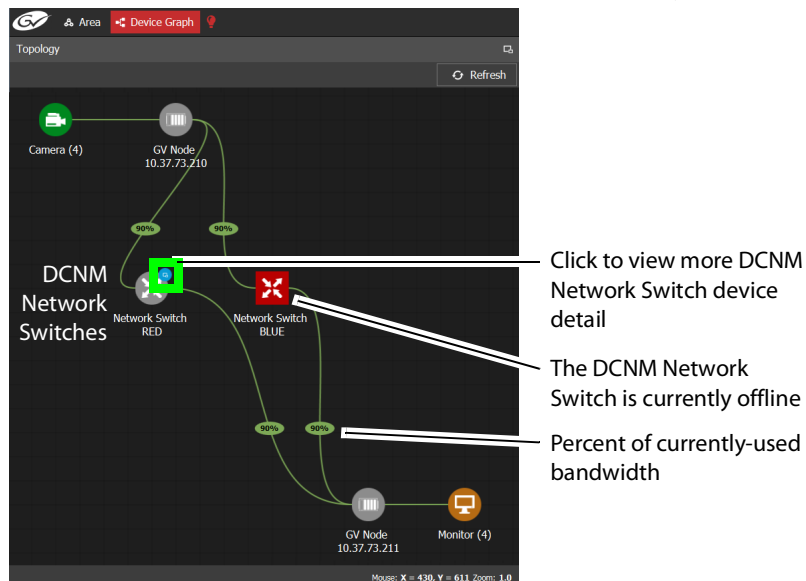 GV
Area
Device Graph
Topology
Refresh
Camera (4)
GV Node
10.37.73.210
90%
90%
DCNM
Network
Switches
Network Switch
RED
Network Switch
BLUE
Click to view more DCNM
Network Switch device
detail
The DCNM Network
Switch is currently offline
90%
90%
Percent of currently-used
bandwidth
GV Node
10.37.73.211
Monitor (4)
Mouse: X = 430, Y = 611 Zoom: 1.0